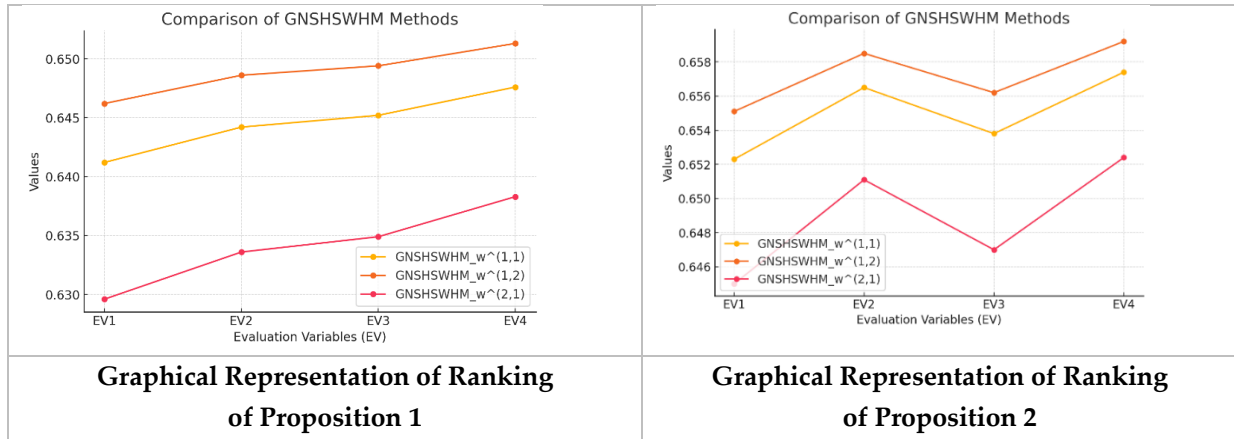 Comparison of GNSHSWHM Methods
0.650
0.645
0.640
0.635
0.630
Values
GNSHSWHM_w^(1,1)
GNSHSWHM_w^(1,2)
GNSHSWHM_w^(2,1)
EV1 EV2 EV3 EV4
Evaluation Variables (EV)
Graphical Representation of Ranking
of Proposition 1
Comparison of GNSHSWHM Methods
0.658
0.656
0.654
0.652
0.650
0.648
0.646
Values
GNSHSWHM_w^(1,1)
GNSHSWHM_w^(1,2)
GNSHSWHM_w^(2,1)
EV1 EV2 EV3 EV4
Evaluation Variables (EV)
Graphical Representation of Ranking
of Proposition 2